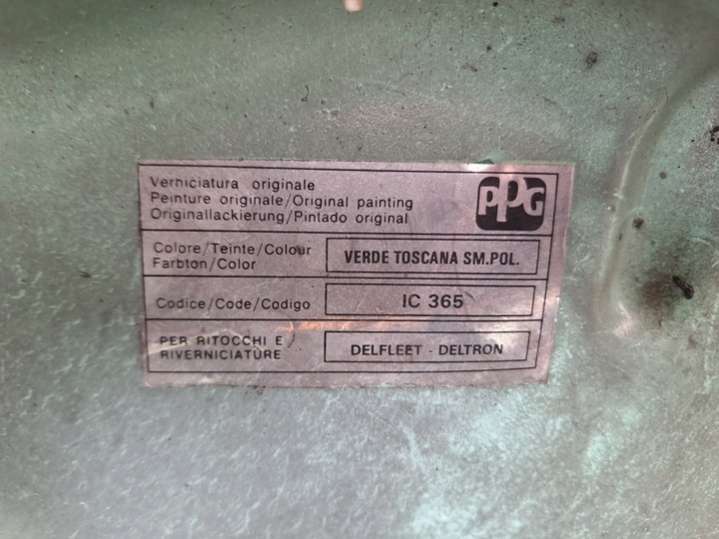 Verniciatura originale
Peinture originale/Original painting
Originallackierung/Pintado original
PPG
Colore/Teinte/Colour
Farbton/Color
VERDE TOSCANA SM.POL.
Codice/Code/Codigo
IC 365
PER RITOCCHI E
RIVERNICIATURE
DELFLEET - DELTRON